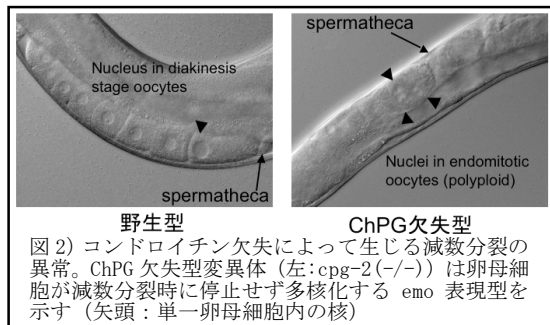 Nucleus in diakinesis
stage oocytes
spermatheca
spermatheca
Nuclei in endomitotic
oocytes (polyploid)
野生型
ChPG欠失型
図2) コンドロイチン欠失によって生じる減数分裂の
異常。ChPG 欠失型変異体 (左:cpg-2(-/-)) は卵母細
胞が減数分裂時に停止せず多核化する emo 表現型を
示す (矢頭:単一卵母細胞内の核)